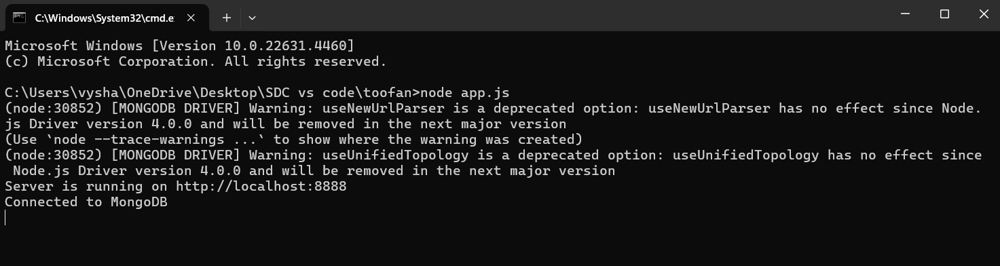 C:\Windows\System32\cmd.e:
Microsoft Windows [Version 10.0.22631.4460]
(c) Microsoft Corporation. All rights reserved.
C:\Users\vysha\OneDrive\Desktop\SDC vs code\toofan>node app.js
(node:30852) [MONGODB DRIVER] Warning: useNewUrlParser is a deprecated option: useNewUrlParser has no effect since Node.
js Driver version 4.0.0 and will be removed in the next major version
(Use `node --trace-warnings ...` to show where the warning was created)
(node:30852) [MONGODB DRIVER] Warning: useUnifiedTopology is a deprecated option: useUnifiedTopology has no effect since
Node.js Driver version 4.0.0 and will be removed in the next major version
Server is running on http://localhost:8888
Connected to MongoDB